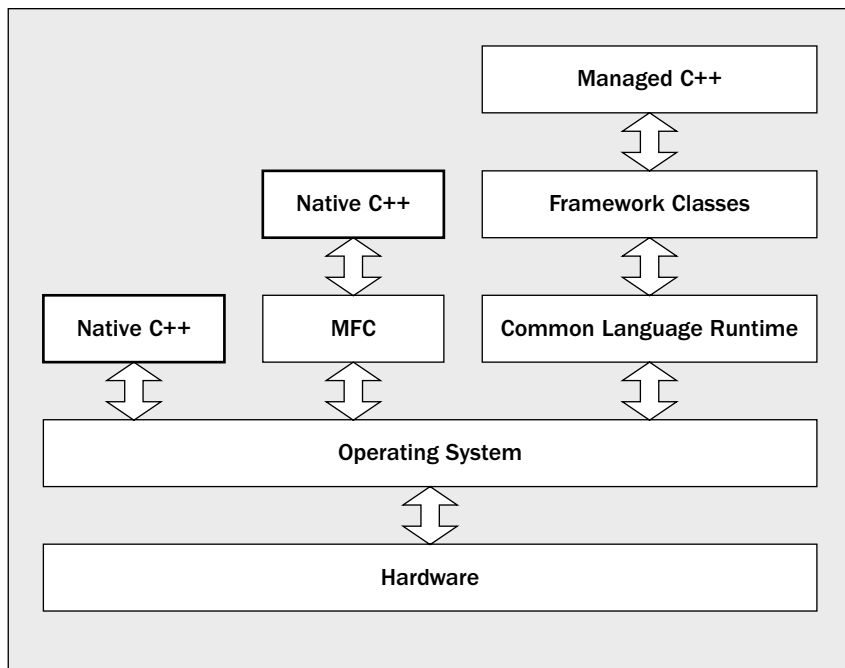 Managed C++
Native C++
Framework Classes
Native C++
MFC
Common Language Runtime
Operating System
Hardware